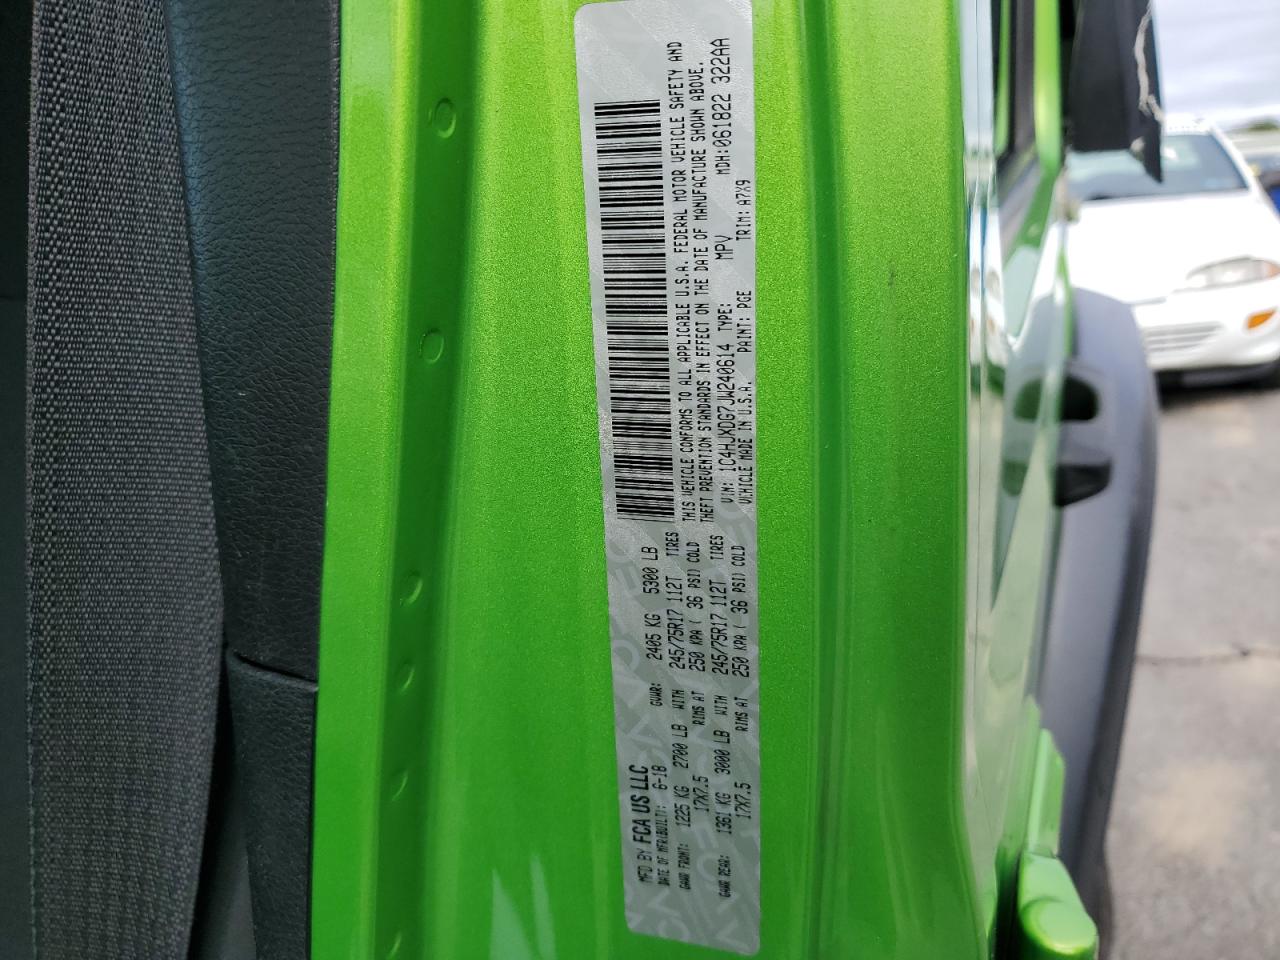 MFD BY FCA US LLC
DATE OF MFR(BUILT): 6-18 GVWR: 2405 KG 5300 LB
GAWR FRONT: 1225 KG 2700 LB WITH 245/75R17 112T TIRES
17X7.5 RIMS AT 250 KPA ( 36 PSI) COLD
GAWR REAR: 1361 KG 3000 LB WITH 245/75R17 112T TIRES
17X7.5 RIMS AT 250 KPA ( 36 PSI) COLD
THIS VEHICLE CONFORMS TO ALL APPLICABLE U.S.A. FEDERAL MOTOR VEHICLE SAFETY AND
THEFT PREVENTION STANDARDS IN EFFECT ON THE DATE OF MANUFACTURE SHOWN ABOVE.
VIN: 1C4HJXDG7JW240614 TYPE: MPV MDH:061822 322AA
VEHICLE MADE IN U.S.A. PAINT: PGE TRIM: A7X9